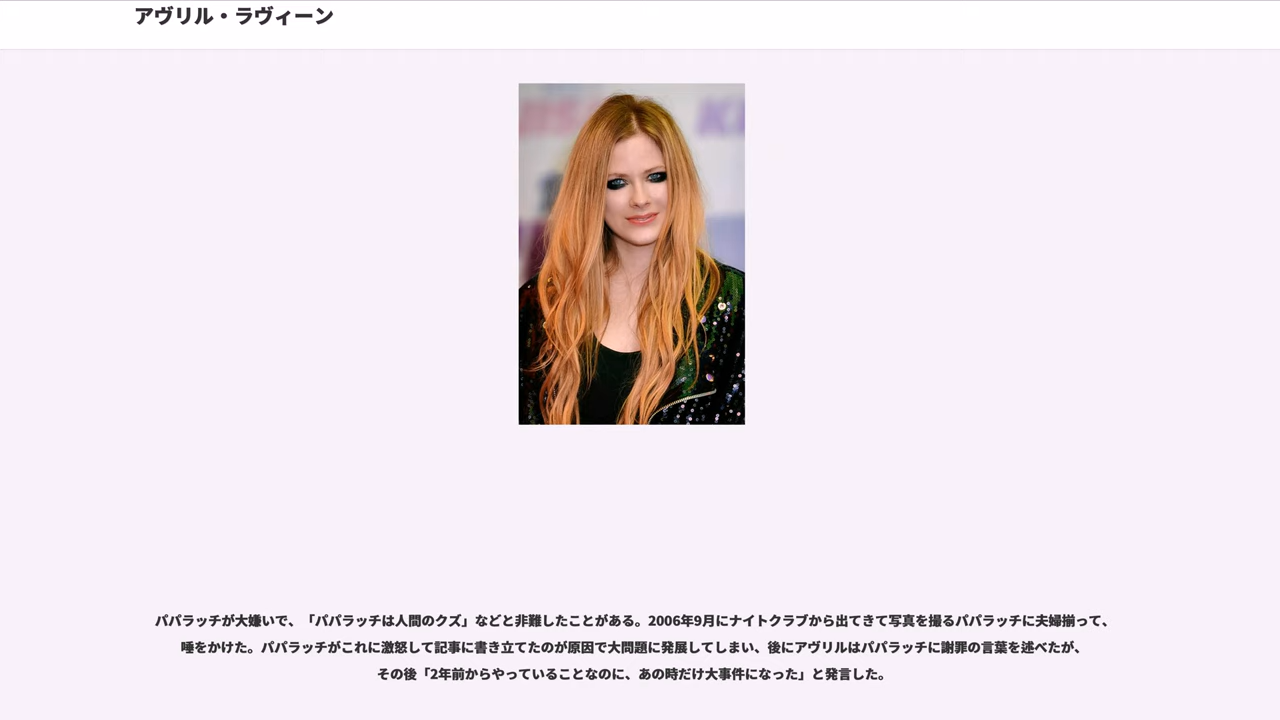 アヴリル・ラヴィーン
パパラッチが大嫌いで、「パパラッチは人間のクズ」などと非難したことがある。2006年9月にナイトクラブから出てきて写真を撮るパパラッチに夫婦揃って、
唾をかけた。パパラッチがこれに激怒して記事に書き立てたのが原因で大問題に発展してしまい、後にアヴリルはパパラッチに謝罪の言葉を述べたが、
その後「2年前からやっていることなのに、あの時だけ大事件になった」と発言した。